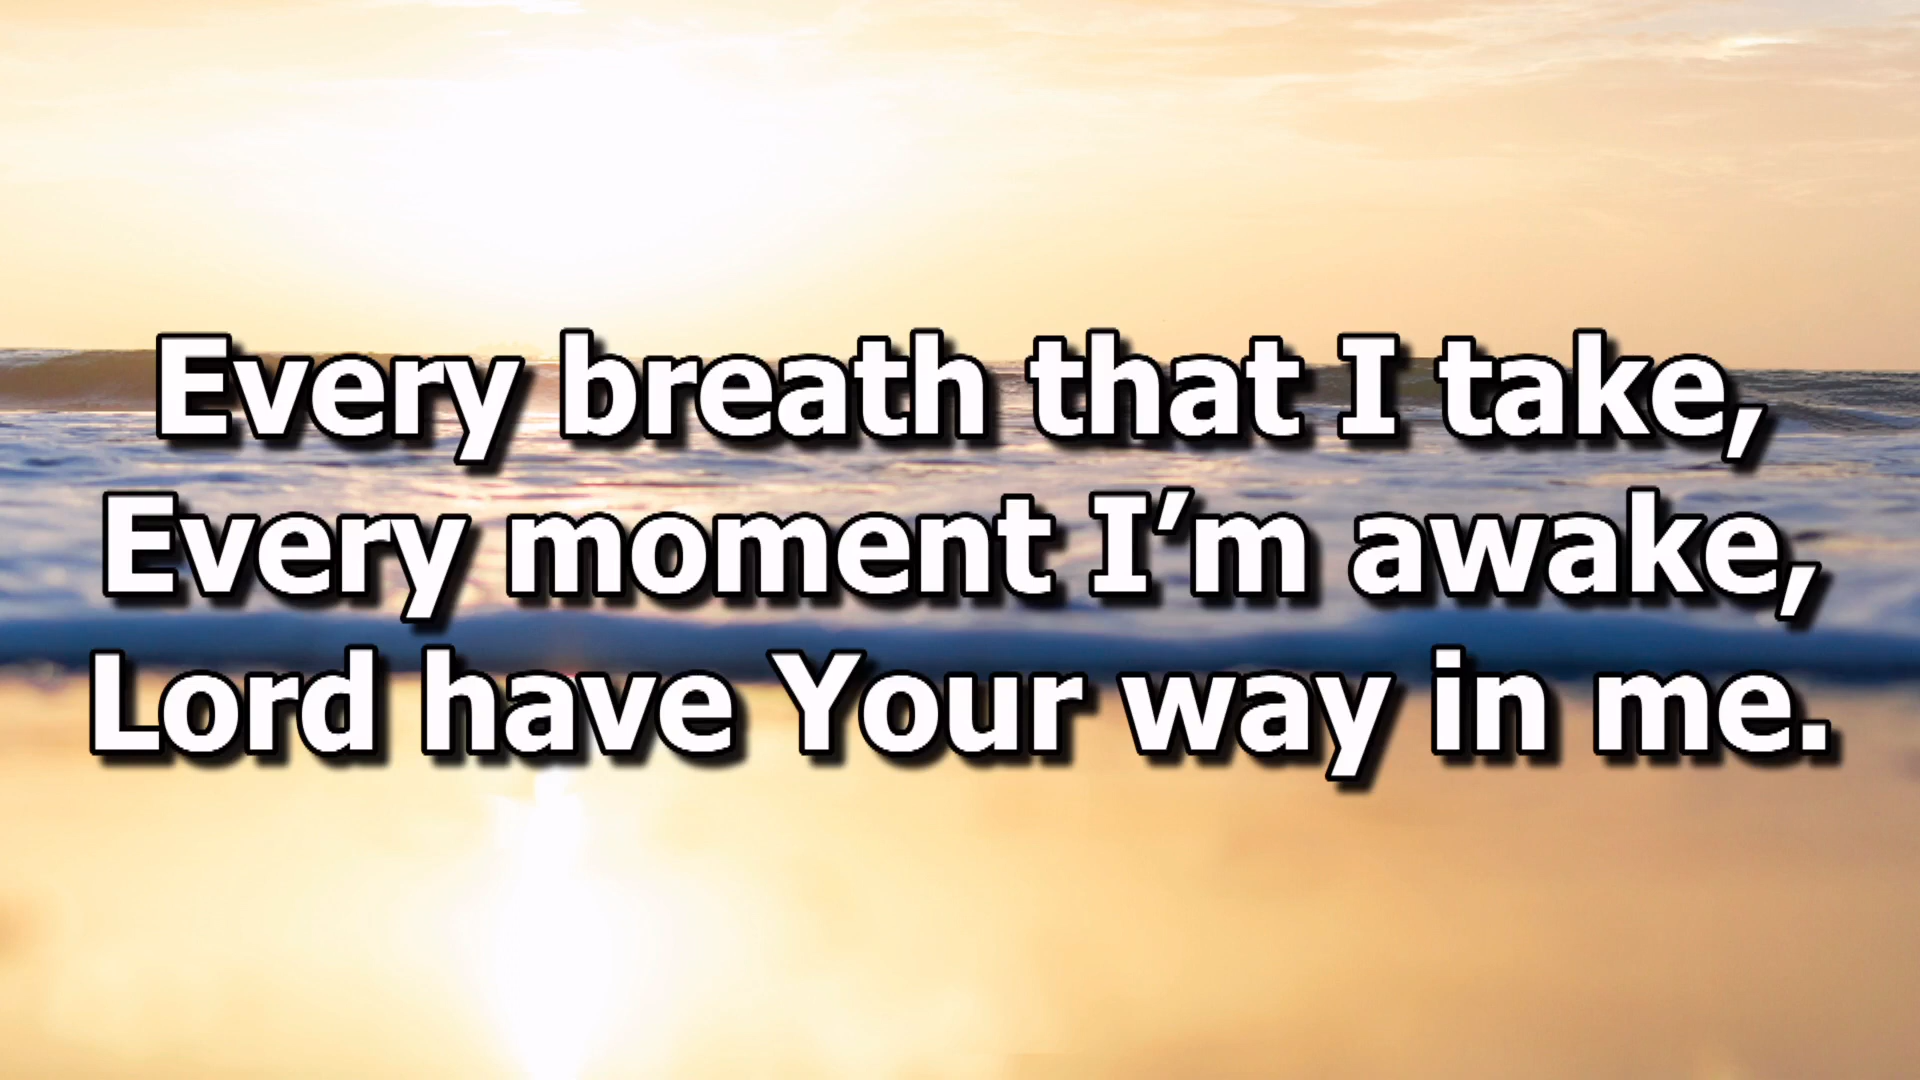 Every breath that I take,
Every moment I’m awake,
Lord have Your way in me.